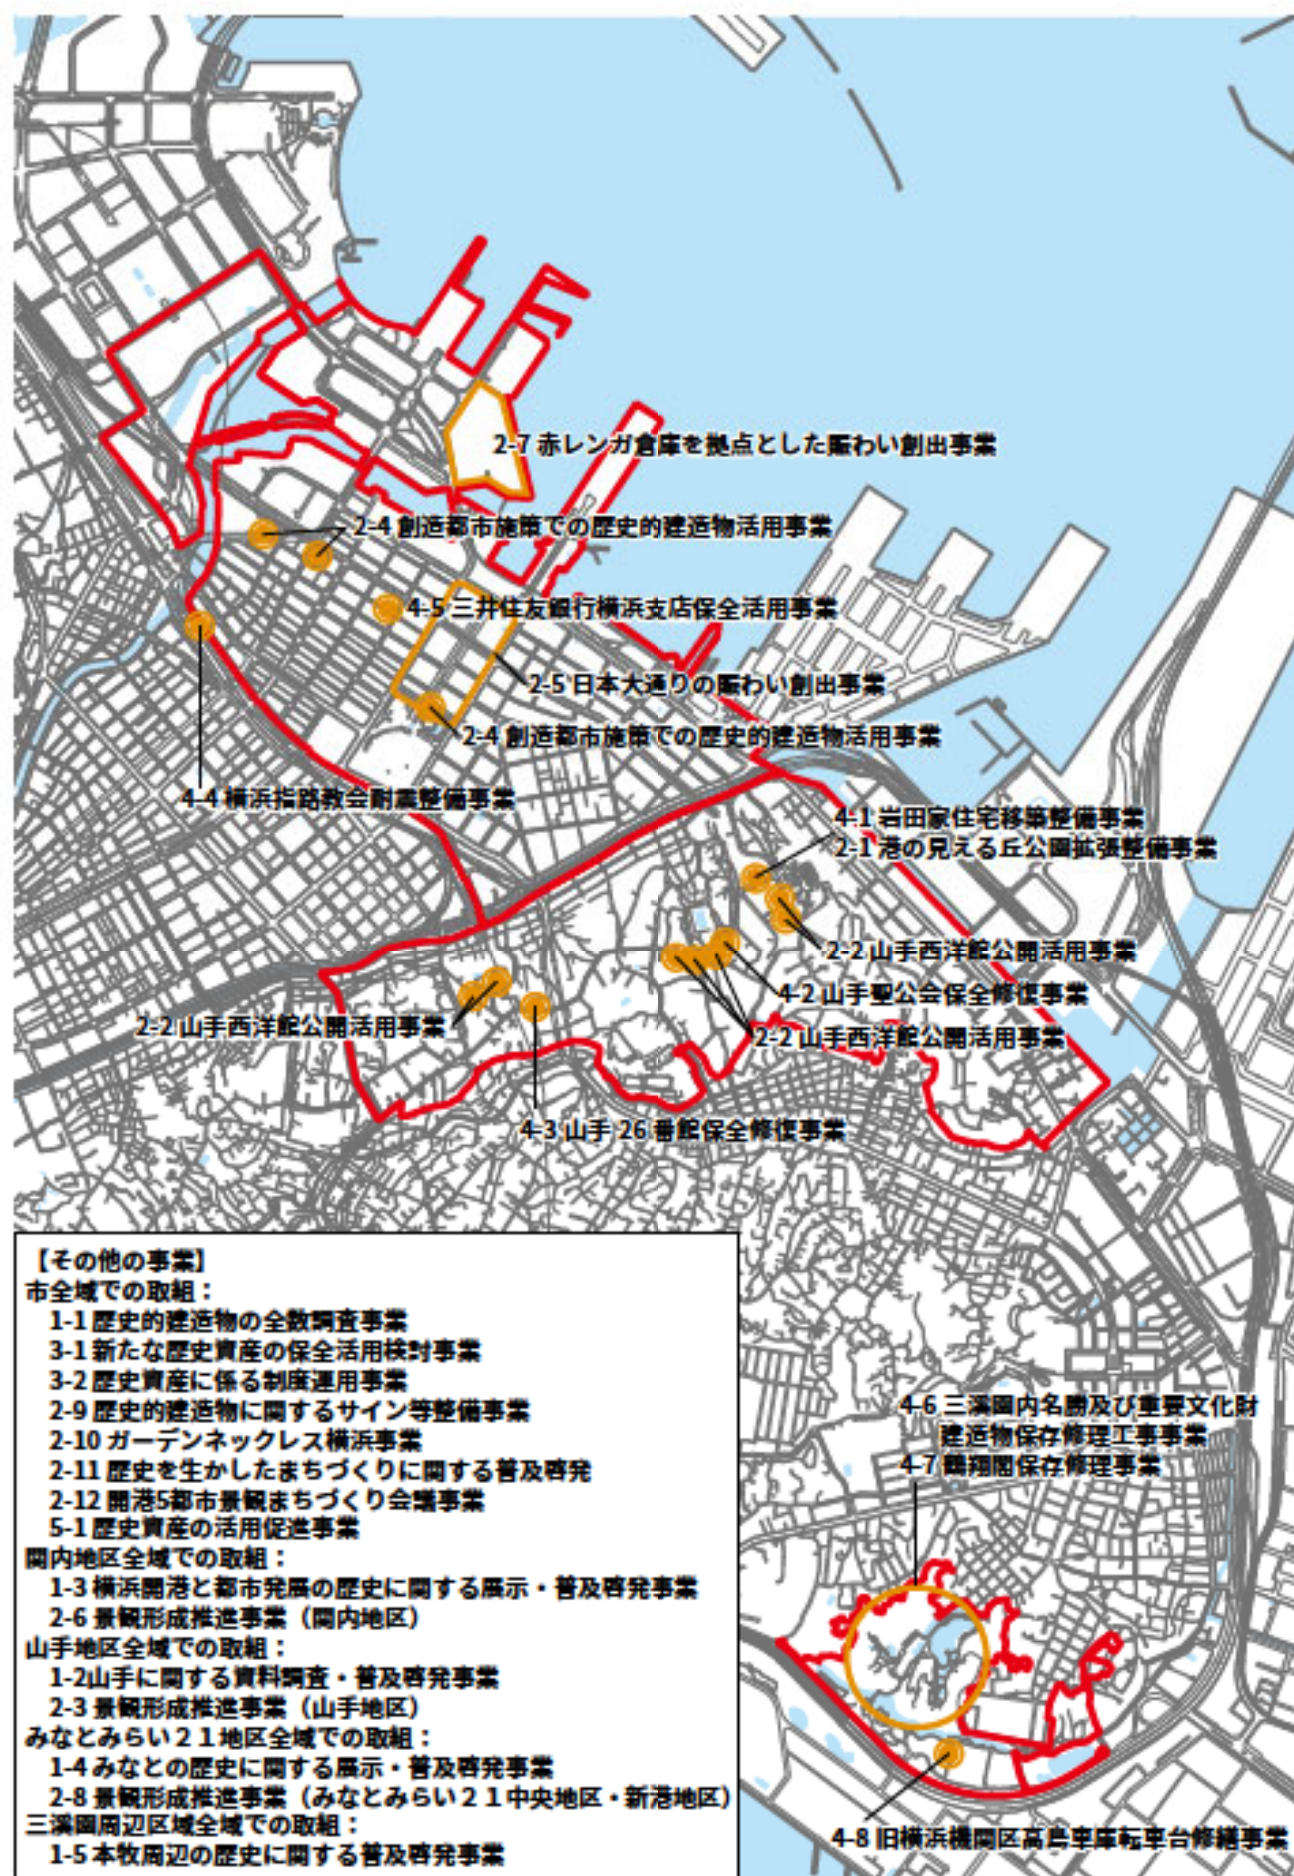 2-7 赤レンガ倉庫を拠点とした賑わい創出事業
2-4 創造都市施策での歴史的建造物活用事業
4-5 三井住友銀行横浜支店保全活用事業
2-5 日本大通りの賑わい創出事業
2-4 創造都市施策での歴史的建造物活用事業
4-4 横浜指路教会耐震整備事業
4-1 岩田家住宅移築整備事業
2-1 港の見える丘公園拡張整備事業
2-2 山手西洋館公開活用事業
4-2 山手聖公会保全修復事業
2-2 山手西洋館公開活用事業
2-2 山手西洋館公開活用事業
4-3 山手 26 番館保全修復事業
【その他の事業】
市全域での取組：
1-1 歴史的建造物の全数調査事業
3-1 新たな歴史資産の保全活用検討事業
3-2 歴史資産に係る制度運用事業
2-9 歴史的建造物に関するサイン等整備事業
2-10 ガーデンネックレス横浜事業
2-11 歴史を生かしたまちづくりに関する普及啓発
2-12 開港5都市景観まちづくり会議事業
5-1 歴史資産の活用促進事業
関内地区全域での取組：
1-3 横浜開港と都市発展の歴史に関する展示・普及啓発事業
2-6 景観形成推進事業（関内地区）
山手地区全域での取組：
1-2山手に関する資料調査・普及啓発事業
2-3 景観形成推進事業（山手地区）
みなとみらい２１地区全域での取組：
1-4 みなとの歴史に関する展示・普及啓発事業
2-8 景観形成推進事業（みなとみらい２１中央地区・新港地区）
三溪園周辺区域全域での取組：
1-5 本牧周辺の歴史に関する普及啓発事業
4-6 三溪園内名勝及び重要文化財
建造物保存修理工事事業
4-7 鶴翔閣保存修理事業
4-8 旧横浜機関区高島車庫転車台修繕事業